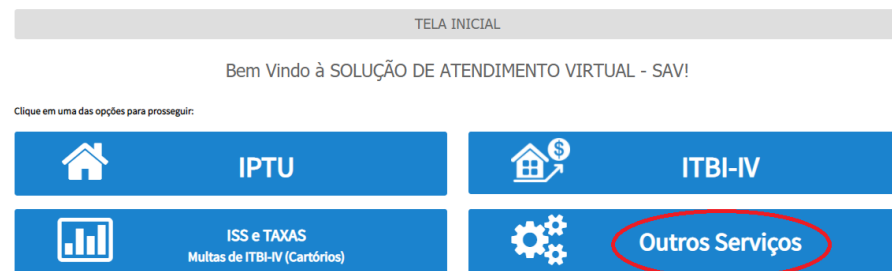 TELA INICIAL
Bem Vindo à SOLUÇÃO DE ATENDIMENTO VIRTUAL - SAV!
Clique em uma das opções para prosseguir:
IPTU
ITBI-IV
ISS e TAXAS
Multas de ITBI-IV (Cartórios)
Outros Serviços